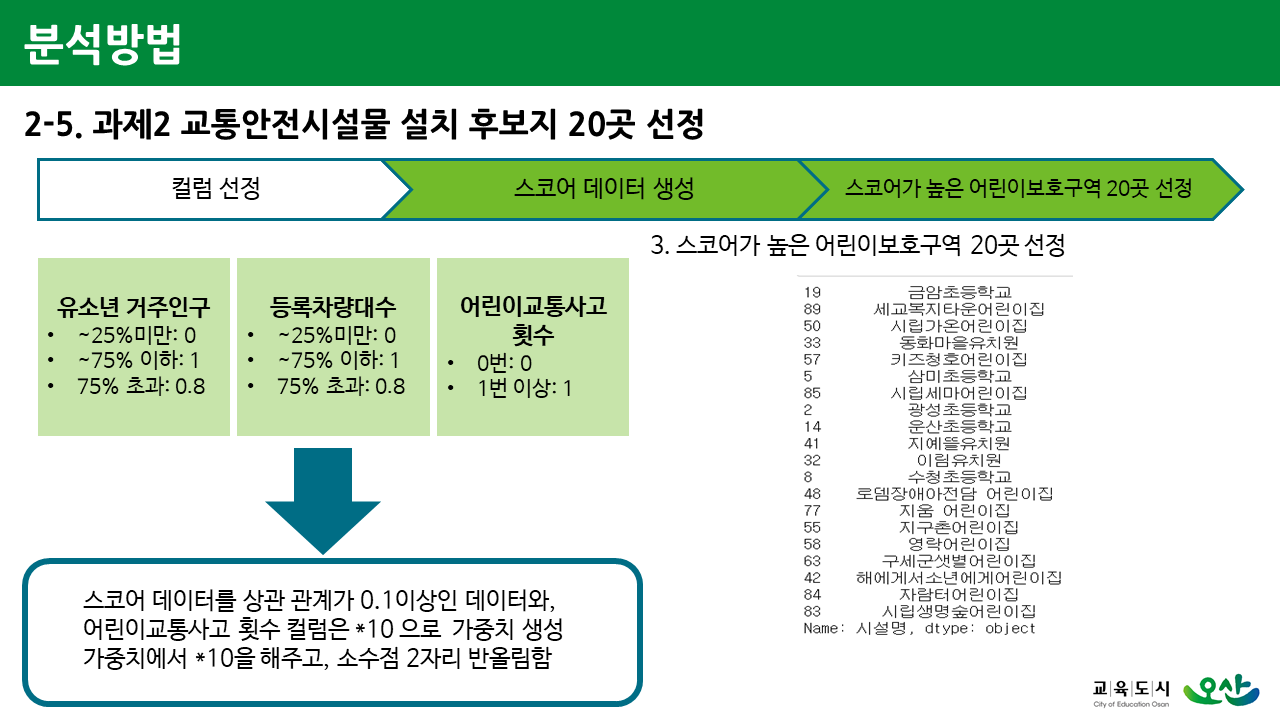 분석방법
2-5. 과제2 교통안전시설물 설치 후보지 20곳 선정
컬럼 선정
스코어 데이터 생성
스코어가 높은 어린이보호구역 20곳 선정
유소년 거주인구
• ~25%미만: 0
• ~75% 이하: 1
• 75% 초과: 0.8
등록차량대수
• ~25%미만: 0
• ~75% 이하: 1
• 75% 초과: 0.8
어린이교통사고
횟수
• 0번: 0
• 1번 이상: 1
스코어 데이터를 상관 관계가 0.1이상인 데이터와,
어린이교통사고 횟수 컬럼은 *10 으로 가중치 생성
가중치에서 *10을 해주고, 소수점 2자리 반올림함
3. 스코어가 높은 어린이보호구역 20곳 선정
19 금암초등학교
89 세교복지타운어린이집
50 시립가온어린이집
33 동화마을유치원
57 키즈청호어린이집
5 삼미초등학교
85 시립세마어린이집
2 광성초등학교
14 운산초등학교
41 지예뜰유치원
32 이림유치원
8 수청초등학교
48 로뎀장애아전담 어린이집
77 지움 어린이집
55 지구촌어린이집
58 영락어린이집
63 구세군샛별어린이집
42 해에게서소년에게어린이집
84 자람터어린이집
83 시립생명숲어린이집
Name: 시설명, dtype: object
교|육|도|시 오산
City of Education Osan